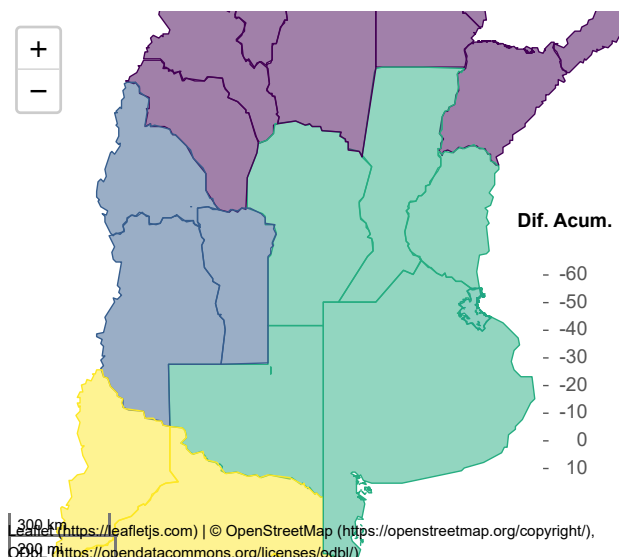 +
−
Dif. Acum.
- -60
- -50
- -40
- -30
- -20
- -10
- 0
- 10
300 km
Leaflet (https://leafletjs.com) | © OpenStreetMap (https://openstreetmap.org/copyright/),
200 mi
ODbL (https://opendatacommons.org/licenses/odbl/)